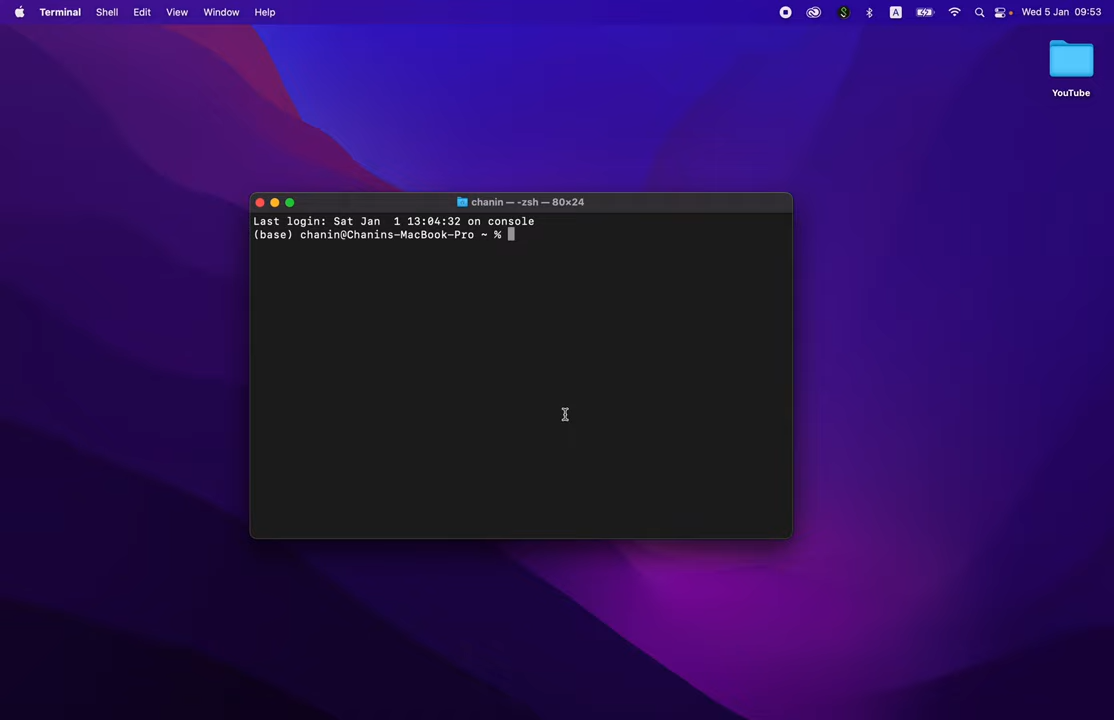 Terminal Shell Edit View Window Help A Wed 5 Jan 09:53
YouTube
chanin — -zsh — 80×24
Last login: Sat Jan  1 13:04:32 on console
(base) chanin@Chanins-MacBook-Pro ~ %